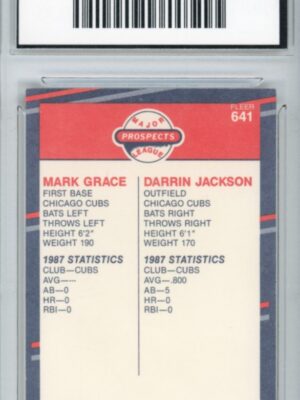 FLEER
641
MAJOR
PROSPECTS
LEAGUE
MARK GRACE
FIRST BASE
CHICAGO CUBS
BATS LEFT
THROWS LEFT
HEIGHT 6'2"
WEIGHT 190
1987 STATISTICS
CLUB—CUBS
AVG—---
AB—0
HR—0
RBI—0
DARRIN JACKSON
OUTFIELD
CHICAGO CUBS
BATS RIGHT
THROWS RIGHT
HEIGHT 6'1"
WEIGHT 170
1987 STATISTICS
CLUB—CUBS
AVG—.800
AB—5
HR—0
RBI—0